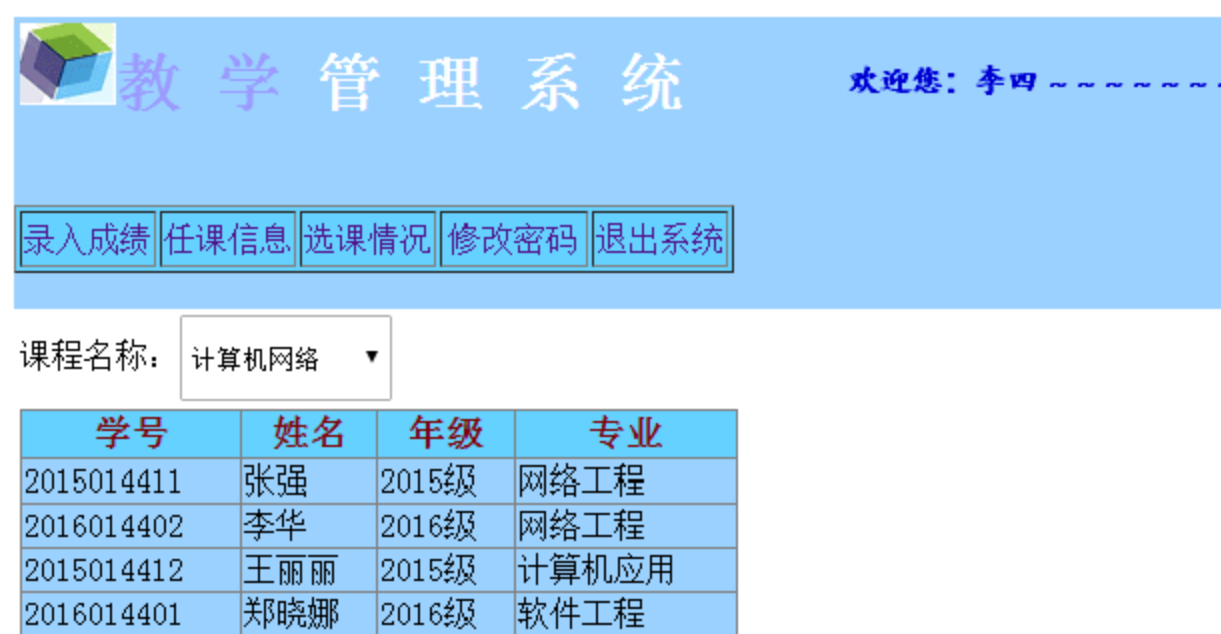 教学管理系统
欢迎您：李四～～～～～～
录入成绩 任课信息 选课情况 修改密码 退出系统
课程名称： 计算机网络
学号 姓名 年级 专业
2015014411 张强 2015级 网络工程
2016014402 李华 2016级 网络工程
2015014412 王丽丽 2015级 计算机应用
2016014401 郑晓娜 2016级 软件工程